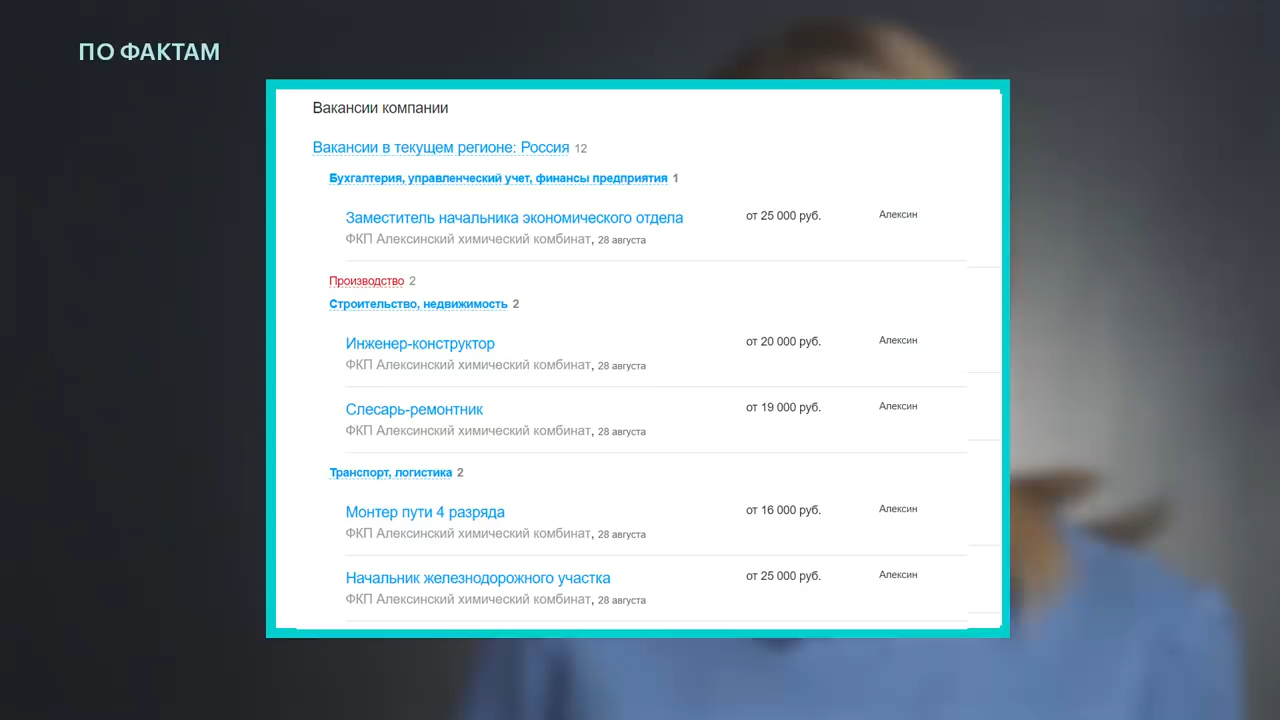 ПО ФАКТАМ
Вакансии компании
Вакансии в текущем регионе: Россия 12
Бухгалтерия, управленческий учет, финансы предприятия 1
Заместитель начальника экономического отдела от 25 000 руб. Алексин
ФКП Алексинский химический комбинат, 28 августа
Производство 2
Строительство, недвижимость 2
Инженер-конструктор от 20 000 руб. Алексин
ФКП Алексинский химический комбинат, 28 августа
Слесарь-ремонтник от 19 000 руб. Алексин
ФКП Алексинский химический комбинат, 28 августа
Транспорт, логистика 2
Монтер пути 4 разряда от 16 000 руб. Алексин
ФКП Алексинский химический комбинат, 28 августа
Начальник железнодорожного участка от 25 000 руб. Алексин
ФКП Алексинский химический комбинат, 28 августа